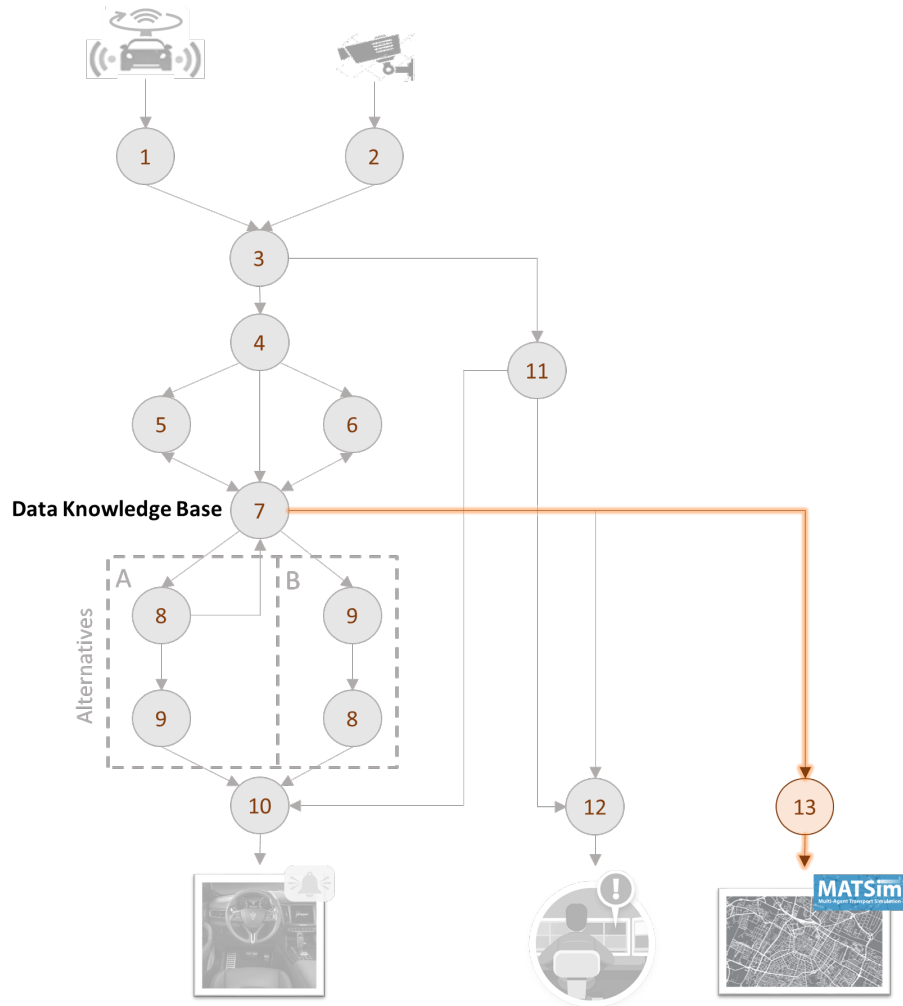 1
2
3
4
11
5
6
Data Knowledge Base
7
A
B
8
9
Alternatives
9
8
10
12
13
!
MATSim
Multi-Agent Transport Simulation